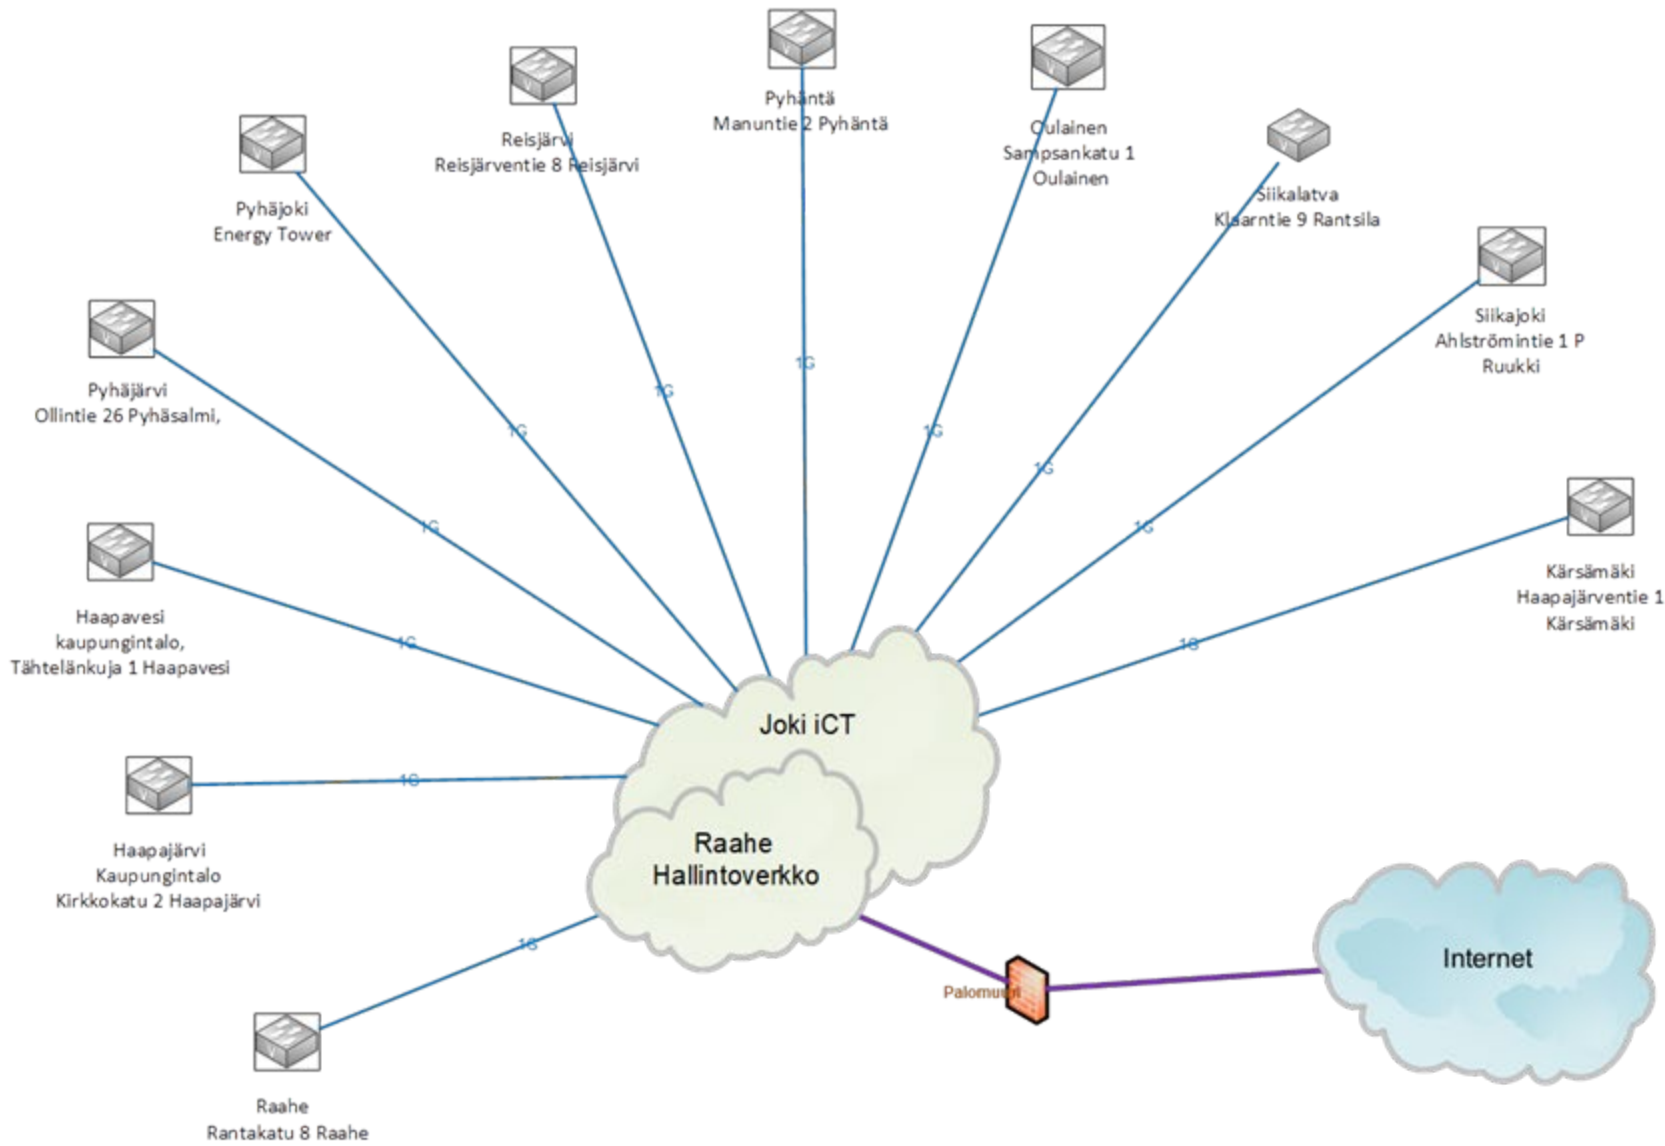 Pyhäntä
Manuntie 2 Pyhäntä
Oulainen
Sampsankatu 1
Oulainen
Reisjärvi
Reisjärventie 8 Reisjärvi
Siikalatva
Klaarntie 9 Rantsila
Pyhäjoki
Energy Tower
Siikajoki
Ahlströmintie 1 P
Ruukki
Pyhäjärvi
Ollintie 26 Pyhäsalmi,
1G
1G
1G
1G
1G
1G
1G
Kärsämäki
Haapajärventie 1
Kärsämäki
Haapavesi
kaupungintalo,
Tähtelänkuja 1 Haapavesi
1G
1G
Joki iCT
1G
Haapajärvi
Kaupungintalo
Kirkkokatu 2 Haapajärvi
Raahe
Hallintoverkko
1G
Internet
Palomuuri
Raahe
Rantakatu 8 Raahe
V
V
V
V
V
V
V
V
V
V
V